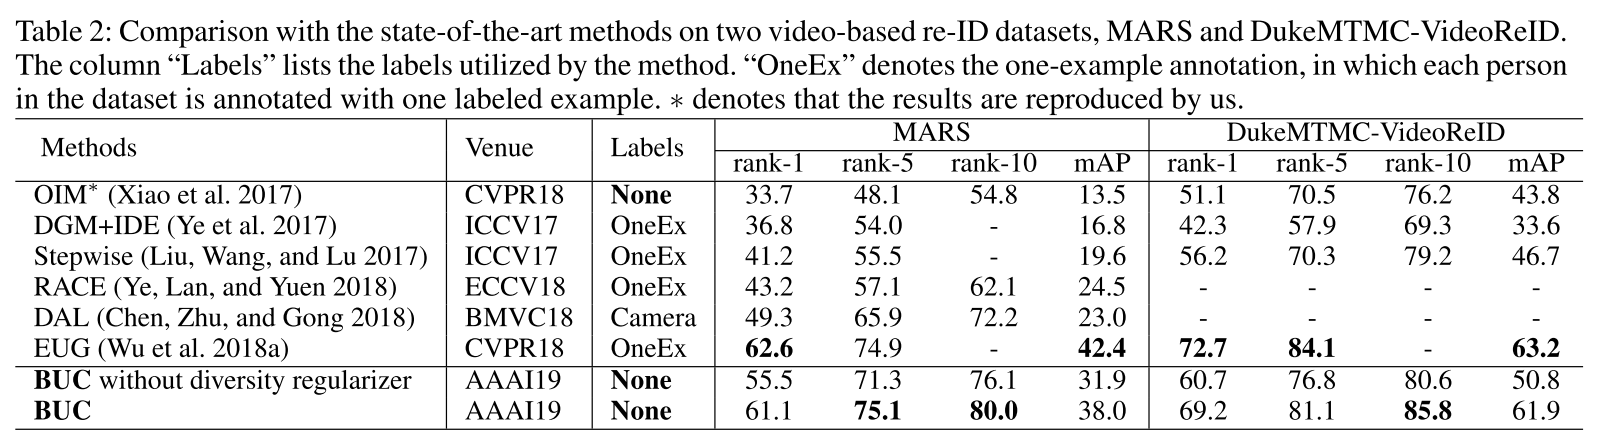 Table 2: Comparison with the state-of-the-art methods on two video-based re-ID datasets, MARS and DukeMTMC-VideoReID.
The column “Labels” lists the labels utilized by the method. “OneEx” denotes the one-example annotation, in which each person
in the dataset is annotated with one labeled example. ∗ denotes that the results are reproduced by us.
Methods Venue Labels MARS DukeMTMC-VideoReID
rank-1 rank-5 rank-10 mAP rank-1 rank-5 rank-10 mAP
OIM* (Xiao et al. 2017) CVPR18 None 33.7 48.1 54.8 13.5 51.1 70.5 76.2 43.8
DGM+IDE (Ye et al. 2017) ICCV17 OneEx 36.8 54.0 - 16.8 42.3 57.9 69.3 33.6
Stepwise (Liu, Wang, and Lu 2017) ICCV17 OneEx 41.2 55.5 - 19.6 56.2 70.3 79.2 46.7
RACE (Ye, Lan, and Yuen 2018) ECCV18 OneEx 43.2 57.1 62.1 24.5 - - - -
DAL (Chen, Zhu, and Gong 2018) BMVC18 Camera 49.3 65.9 72.2 23.0 - - - -
EUG (Wu et al. 2018a) CVPR18 OneEx 62.6 74.9 - 42.4 72.7 84.1 - 63.2
BUC without diversity regularizer AAAI19 None 55.5 71.3 76.1 31.9 60.7 76.8 80.6 50.8
BUC AAAI19 None 61.1 75.1 80.0 38.0 69.2 81.1 85.8 61.9